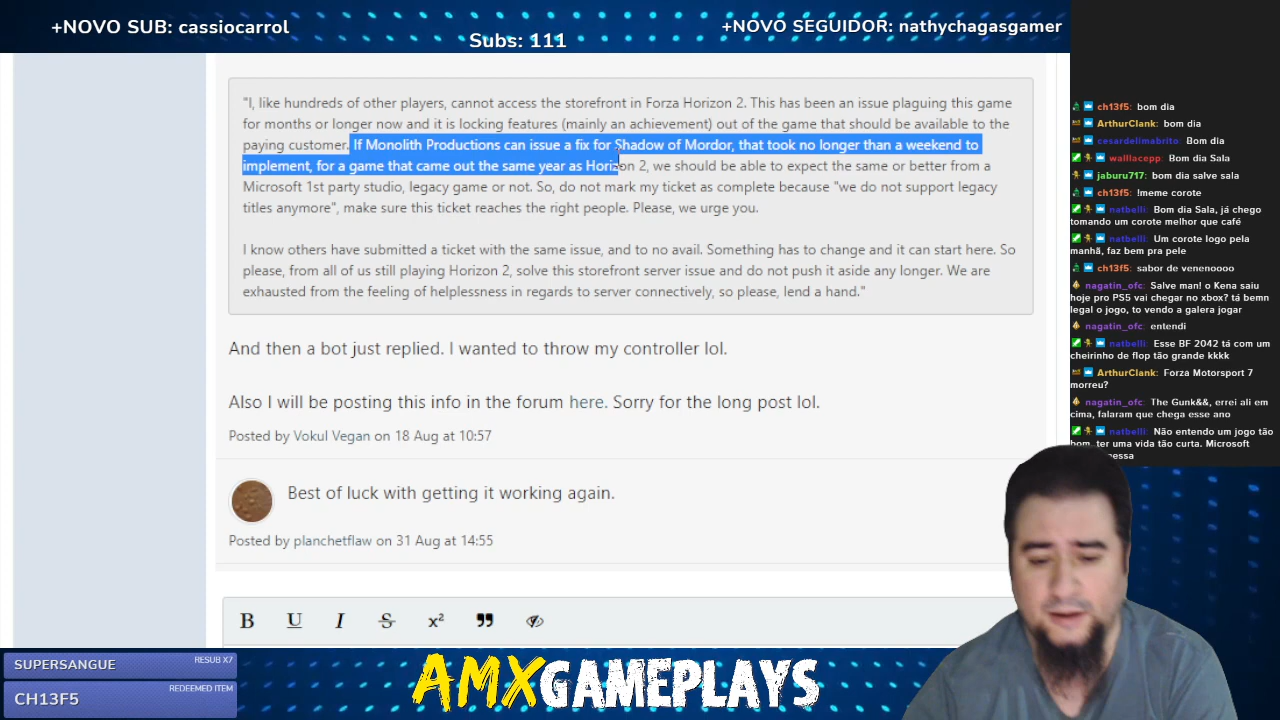 +NOVO SUB: cassiocarrol
Subs: 111
+NOVO SEGUIDOR: nathychagasgamer
"I, like hundreds of other players, cannot access the storefront in Forza Horizon 2. This has been an issue plaguing this game
for months or longer now and it is locking features (mainly an achievement) out of the game that should be available to the
paying customer. If Monolith Productions can issue a fix for Shadow of Mordor, that took no longer than a weekend to
implement, for a game that came out the same year as Horizon 2, we should be able to expect the same or better from a
Microsoft 1st party studio, legacy game or not. So, do not mark my ticket as complete because "we do not support legacy
titles anymore", make sure this ticket reaches the right people. Please, we urge you.
I know others have submitted a ticket with the same issue, and to no avail. Something has to change and it can start here. So
please, from all of us still playing Horizon 2, solve this storefront server issue and do not push it aside any longer. We are
exhausted from the feeling of helplessness in regards to server connectively, so please, lend a hand."
And then a bot just replied. I wanted to throw my controller lol.
Also I will be posting this info in the forum here. Sorry for the long post lol.
Posted by Vokul Vegan on 18 Aug at 10:57
Best of luck with getting it working again.
Posted by planchetflaw on 31 Aug at 14:55
B U I S x²
ch13f5: bom dia
ArthurClank: bom dia
cesardelimabrito: Bom dia
walllacepp: Bom dia Sala
jaburu717: bom dia salve sala
ch13f5: !meme corote
natbelli: Bom dia Sala, já chego
tomando um corote melhor que café
natbelli: Um corote logo pela
manhã, faz bem pra pele
ch13f5: sabor de venenoooo
nagatin_ofc: Salve man! o Kena saiu
hoje pro PS5 vai chegar no xbox? tá bemn
legal o jogo, to vendo a galera jogar
nagatin_ofc: entendi
natbelli: Esse BF 2042 tá com um
cheirinho de flop tão grande kkkk
ArthurClank: Forza Motorsport 7
morreu?
nagatin_ofc: The Gunk&&, errei ali em
cima, falaram que chega esse ano
natbelli: Não entendo um jogo tão
bom, ter uma vida tão curta. Microsoft
essa
SUPERSANGUE
RESUB X7
CH13F5
REDEEMED ITEM
AMXGAMEPLAYS